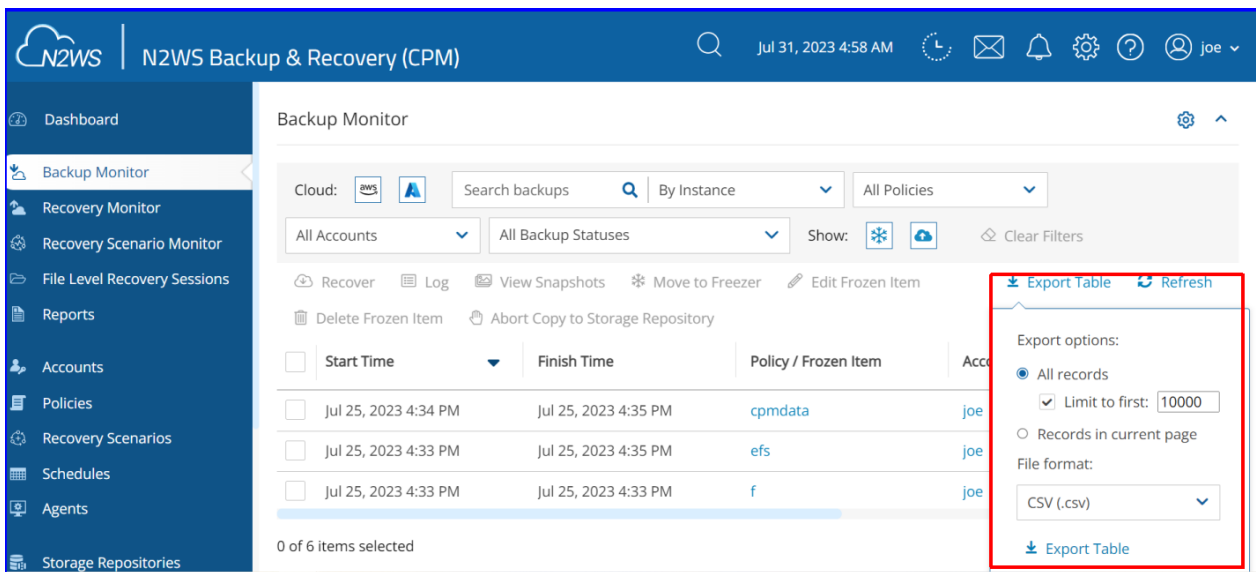 N2WS
N2WS Backup & Recovery (CPM)
Jul 31, 2023 4:58 AM
joe
Dashboard
Backup Monitor
Recovery Monitor
Recovery Scenario Monitor
File Level Recovery Sessions
Reports
Accounts
Policies
Recovery Scenarios
Schedules
Agents
Storage Repositories
Backup Monitor
Cloud: aws Search backups By Instance All Policies
All Accounts All Backup Statuses Show: Clear Filters
Recover Log View Snapshots Move to Freezer Edit Frozen Item Export Table Refresh
Delete Frozen Item Abort Copy to Storage Repository
Start Time Finish Time Policy / Frozen Item Acco
Jul 25, 2023 4:34 PM Jul 25, 2023 4:35 PM cpmdata joe
Jul 25, 2023 4:33 PM Jul 25, 2023 4:35 PM efs joe
Jul 25, 2023 4:33 PM Jul 25, 2023 4:33 PM f joe
0 of 6 items selected
Export options:
All records
Limit to first: 10000
Records in current page
File format:
CSV (.csv)
Export Table